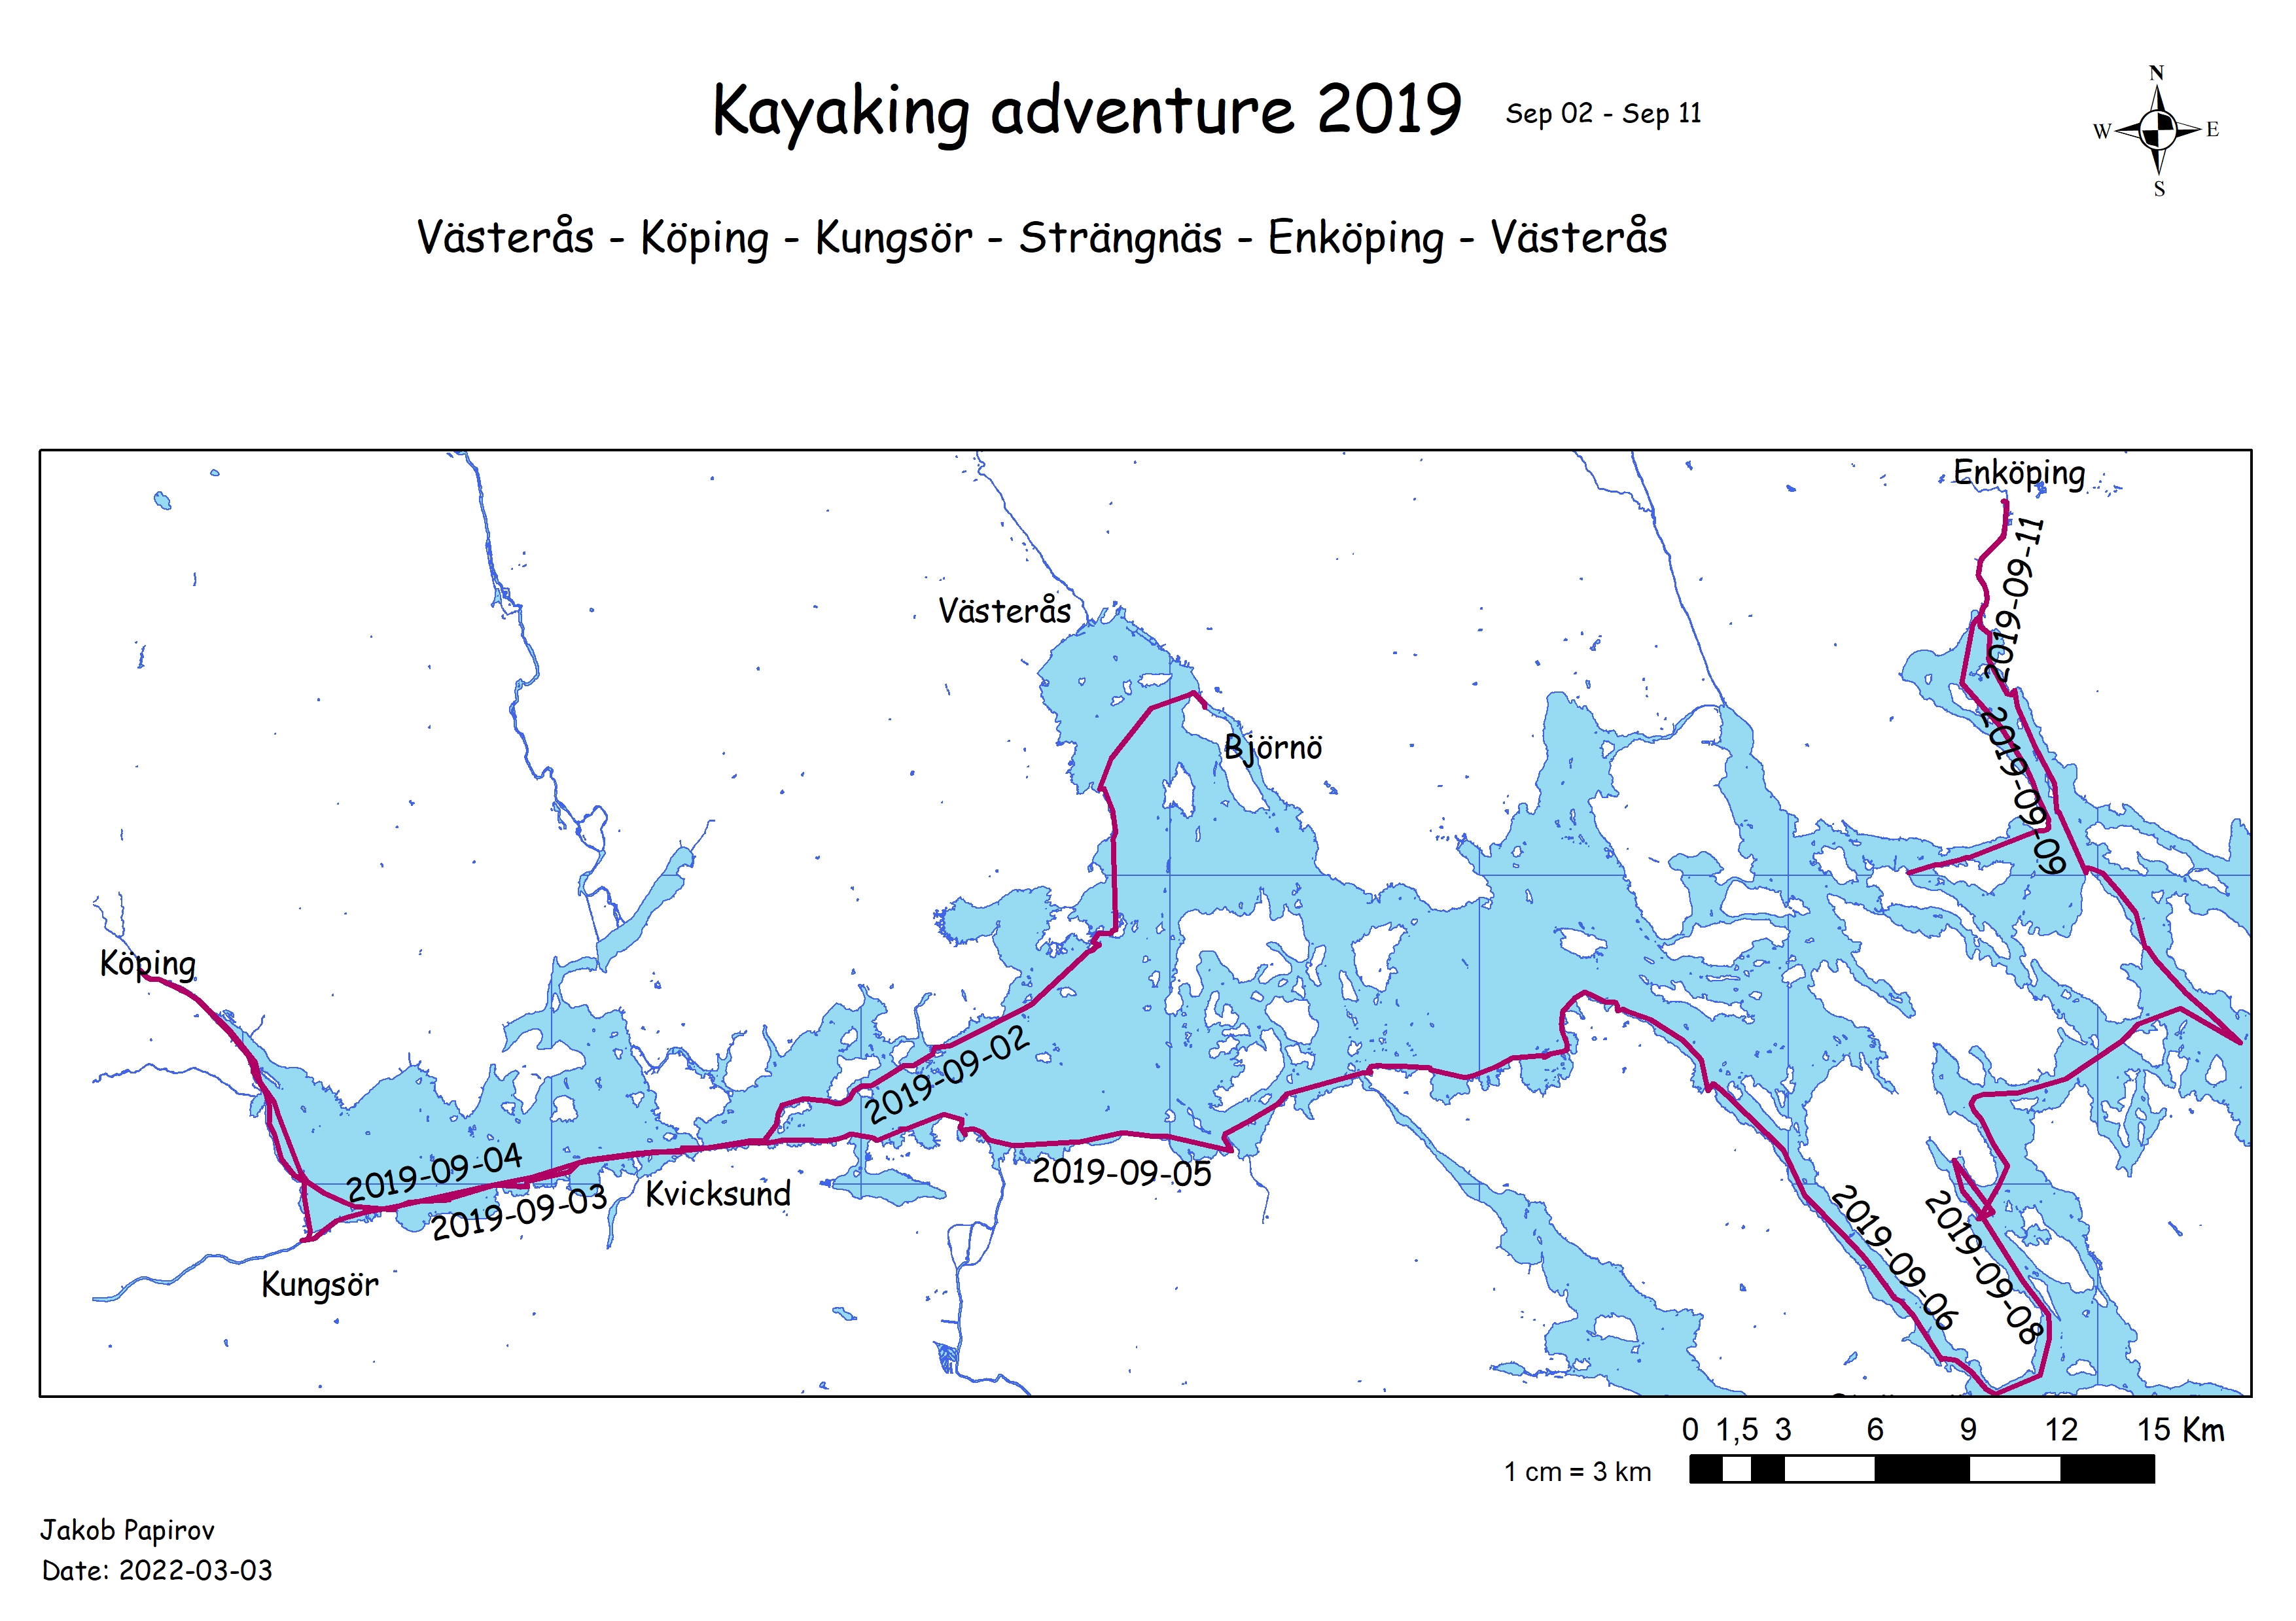 Kayaking adventure 2019 Sep 02 - Sep 11
N
W E
S
Västerås - Köping - Kungsör - Strängnäs - Enköping - Västerås
Enköping
2019-09-11
Västerås
Björnö
2019-09-09
Köping
2019-09-02
2019-09-04
2019-09-05
2019-09-03
Kvicksund
2019-09-06
2019-09-08
Kungsör
0 1,5 3 6 9 12 15 Km
1 cm = 3 km
Jakob Papirov
Date: 2022-03-03